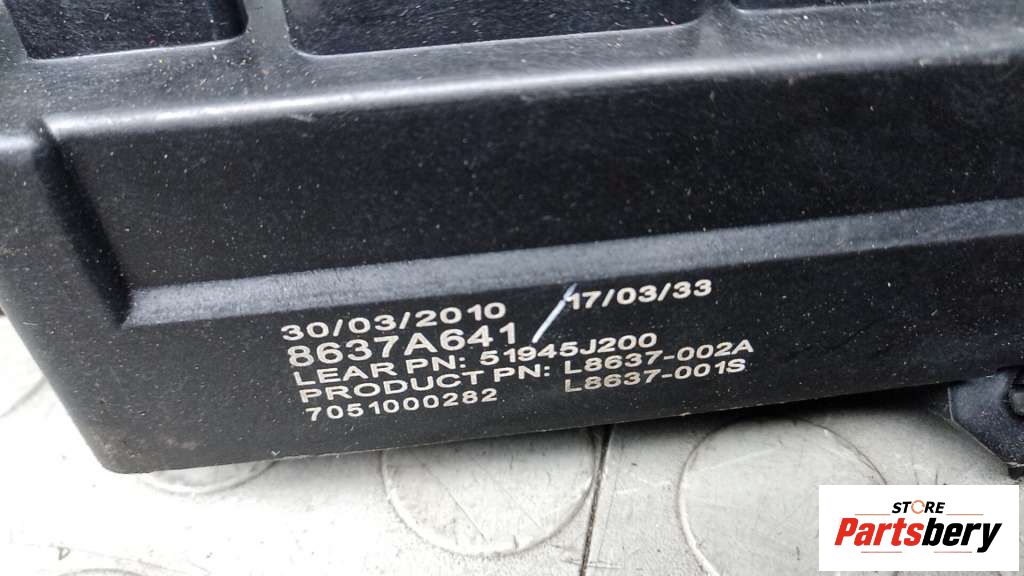 30/03/2010 17/03/33
8637A641
LEAR PN: 51945J200
PRODUCT PN: L8637-002A
7051000282 L8637-001S
STORE
Partsbery